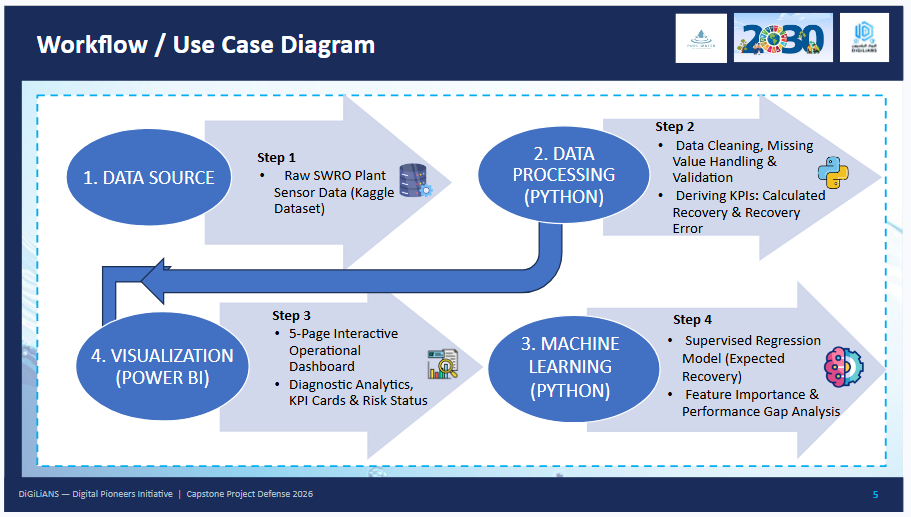 Workflow / Use Case Diagram
PURE WATER
2030
DIGILIANS
1. DATA SOURCE
Step 1
• Raw SWRO Plant
Sensor Data (Kaggle
Dataset)
2. DATA
PROCESSING
(PYTHON)
Step 2
• Data Cleaning, Missing
Value Handling &
Validation
• Deriving KPIs: Calculated
Recovery & Recovery
Error
4. VISUALIZATION
(POWER BI)
Step 3
• 5-Page Interactive
Operational
Dashboard
• Diagnostic Analytics,
KPI Cards & Risk Status
3. MACHINE
LEARNING
(PYTHON)
Step 4
• Supervised Regression
Model (Expected
Recovery)
• Feature Importance &
Performance Gap Analysis
DiGiLiANS — Digital Pioneers Initiative | Capstone Project Defense 2026
5